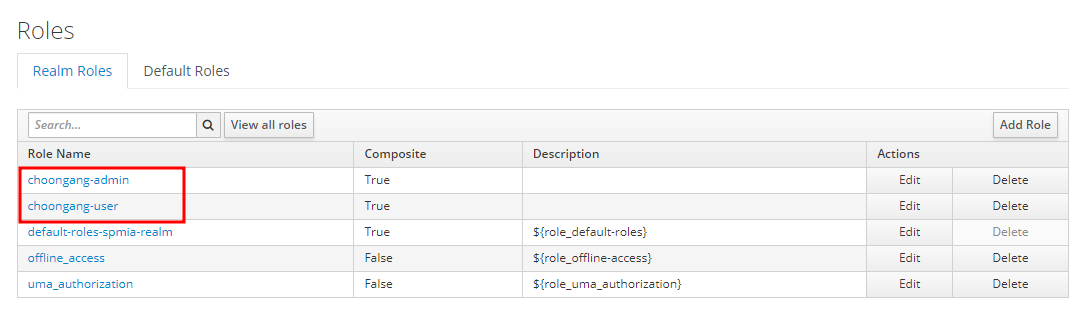 Roles
Realm Roles Default Roles
Search... View all roles Add Role
Role Name Composite Description Actions
choongang-admin True Edit Delete
choongang-user True Edit Delete
default-roles-spmia-realm True ${role_default-roles} Edit Delete
offline_access False ${role_offline-access} Edit Delete
uma_authorization False ${role_uma_authorization} Edit Delete